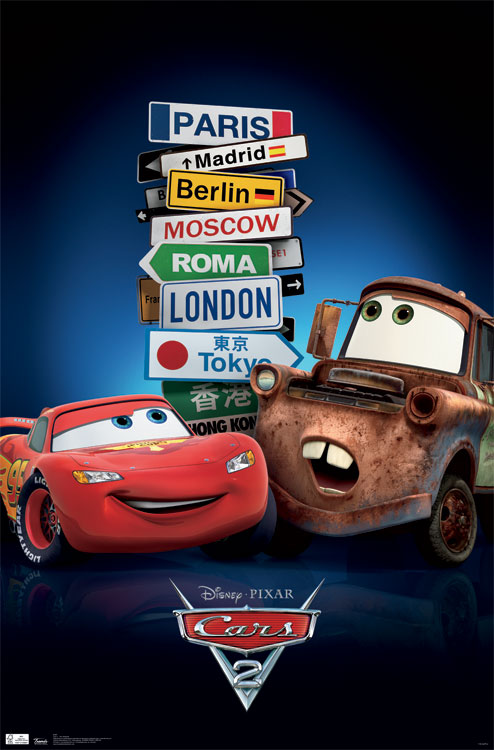 PARIS
Madrid
Berlin
MOSCOW
ROMA
LONDON
東京
Tokyo
香港
HONG KONG
Disney · PIXAR
Cars
2